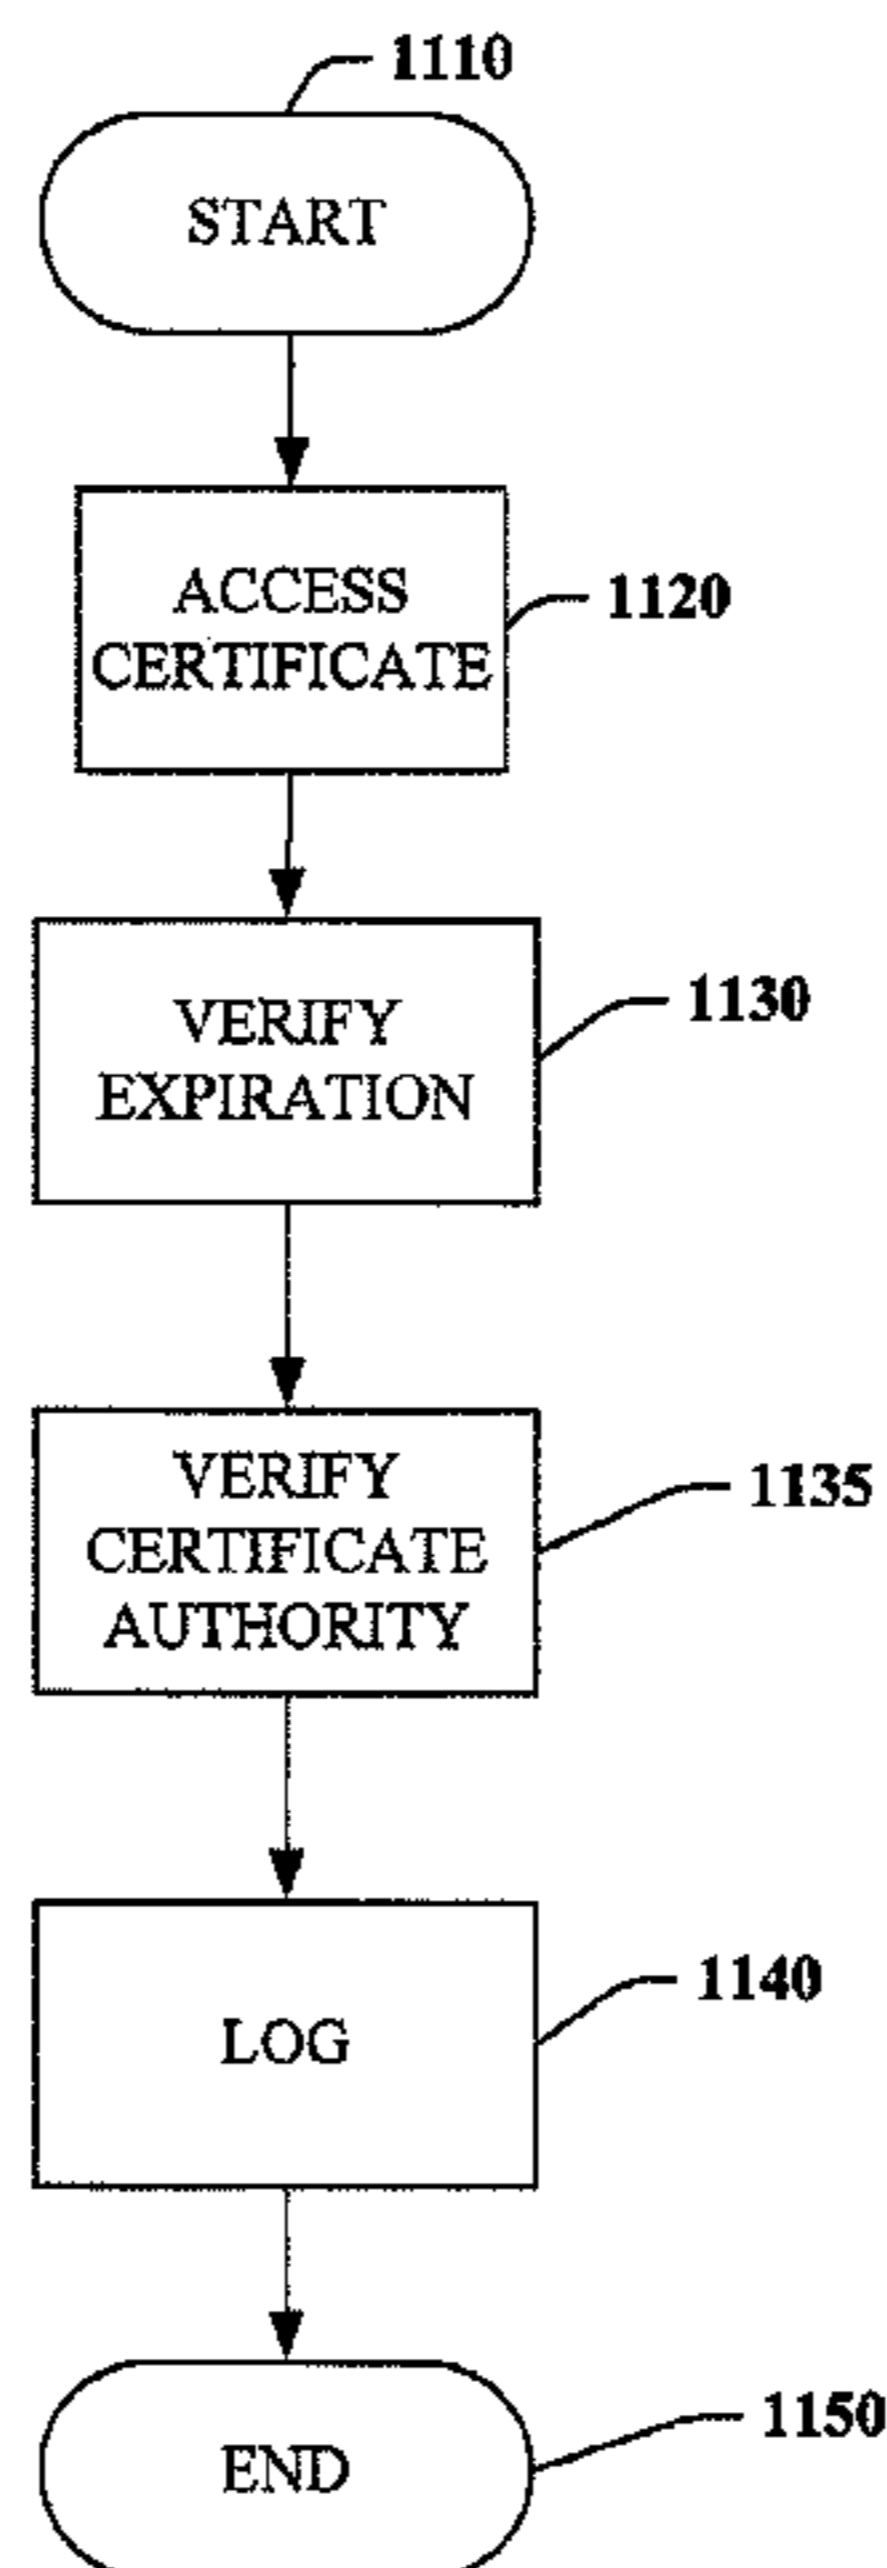 1110
START
ACCESS
CERTIFICATE
1120
VERIFY
EXPIRATION
1130
VERIFY
CERTIFICATE
AUTHORITY
1135
LOG
1140
END
1150